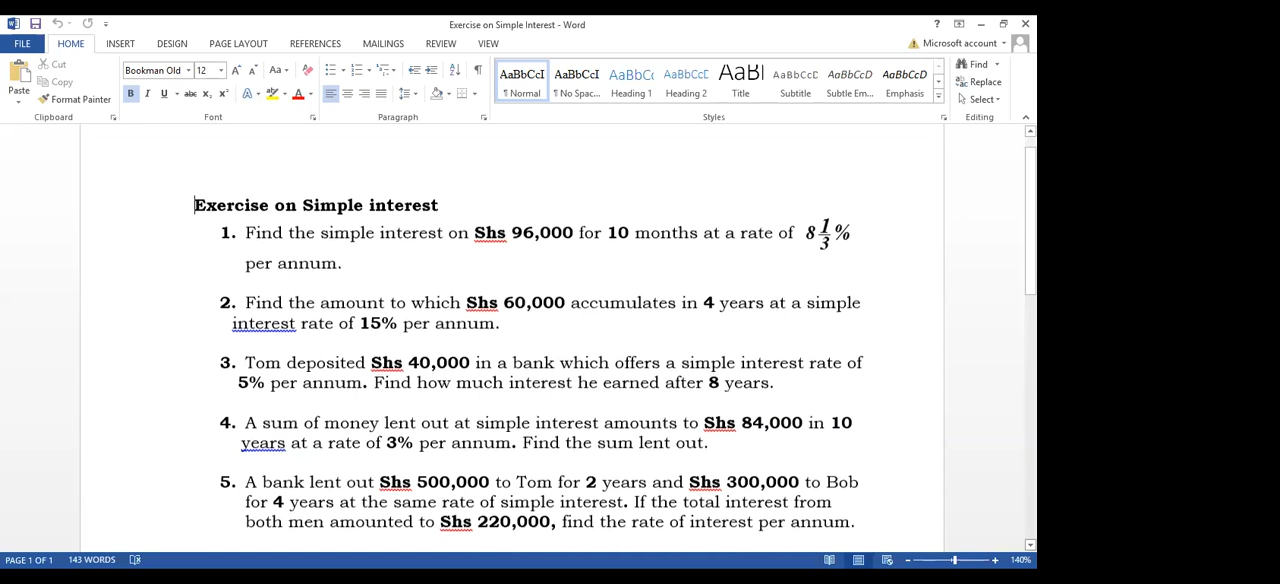 Exercise on Simple Interest - Word
FILE HOME INSERT DESIGN PAGE LAYOUT REFERENCES MAILINGS REVIEW VIEW Microsoft account
Paste
Cut
Copy
Format Painter
Clipboard
Bookman Old 12
Font
Paragraph
AaBbCcI AaBbCcI AaBbCc AaBbCcD AaBl AaBbCcD AaBbCcD AaBbCcD
¶ Normal ¶ No Spac... Heading 1 Heading 2 Title Subtitle Subtle Em... Emphasis
Styles
Find
Replace
Select
Editing
Exercise on Simple interest
1. Find the simple interest on Shs 96,000 for 10 months at a rate of 8 1/3 %
per annum.
2. Find the amount to which Shs 60,000 accumulates in 4 years at a simple
interest rate of 15% per annum.
3. Tom deposited Shs 40,000 in a bank which offers a simple interest rate of
5% per annum. Find how much interest he earned after 8 years.
4. A sum of money lent out at simple interest amounts to Shs 84,000 in 10
years at a rate of 3% per annum. Find the sum lent out.
5. A bank lent out Shs 500,000 to Tom for 2 years and Shs 300,000 to Bob
for 4 years at the same rate of simple interest. If the total interest from
both men amounted to Shs 220,000, find the rate of interest per annum.
PAGE 1 OF 1 143 WORDS 140%